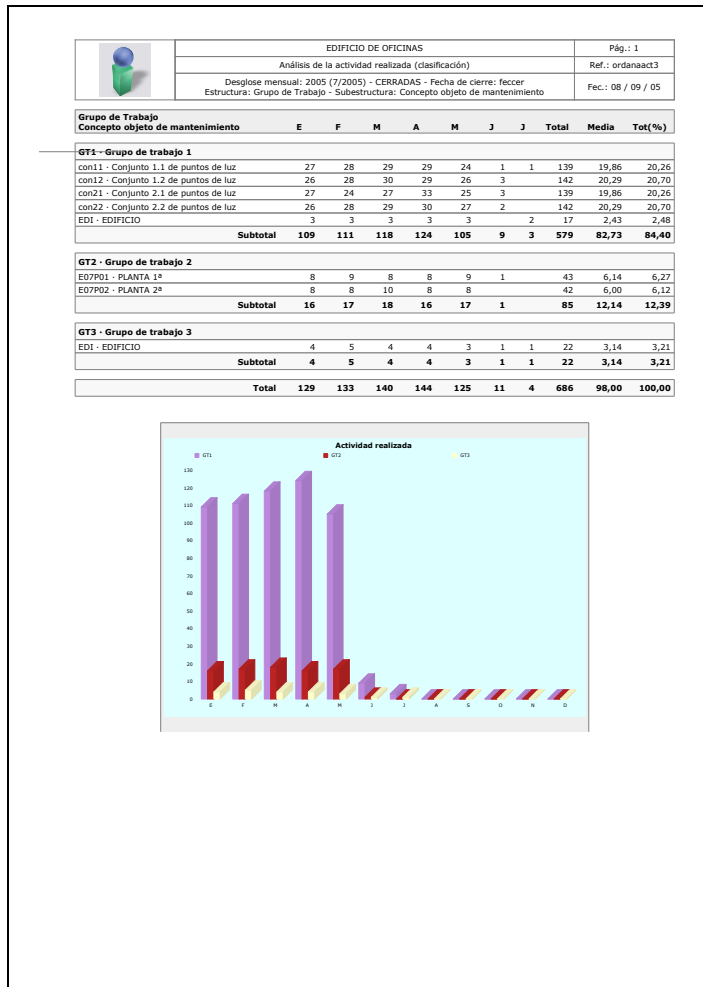 EDIFICIO DE OFICINAS Pág.: 1
Análisis de la actividad realizada (clasificación) Ref.: ordanaact3
Desglose mensual: 2005 (7/2005) - CERRADAS - Fecha de cierre: feccer
Estructura: Grupo de Trabajo - Subestructura: Concepto objeto de mantenimiento Fec.: 08 / 09 / 05
Grupo de Trabajo
Concepto objeto de mantenimiento E F M A M J J Total Media Tot(%)
GT1 · Grupo de trabajo 1
con11 · Conjunto 1.1 de puntos de luz 27 28 29 29 24 1 1 139 19,86 20,26
con12 · Conjunto 1.2 de puntos de luz 26 28 30 29 26 3 142 20,29 20,70
con21 · Conjunto 2.1 de puntos de luz 27 24 27 33 25 3 139 19,86 20,26
con22 · Conjunto 2.2 de puntos de luz 26 28 29 30 27 2 142 20,29 20,70
EDI · EDIFICIO 3 3 3 3 3 2 17 2,43 2,48
Subtotal 109 111 118 124 105 9 3 579 82,73 84,40
GT2 · Grupo de trabajo 2
E07P01 · PLANTA 1ª 8 9 8 8 9 1 43 6,14 6,27
E07P02 · PLANTA 2ª 8 8 10 8 8 42 6,00 6,12
Subtotal 16 17 18 16 17 1 85 12,14 12,39
GT3 · Grupo de trabajo 3
EDI · EDIFICIO 4 5 4 4 3 1 1 22 3,14 3,21
Subtotal 4 5 4 4 3 1 1 22 3,14 3,21
Total 129 133 140 144 125 11 4 686 98,00 100,00
Actividad realizada
GT1 GT2 GT3
130
120
110
100
90
80
70
60
50
40
30
20
10
0
E F M A M J J A S O N D